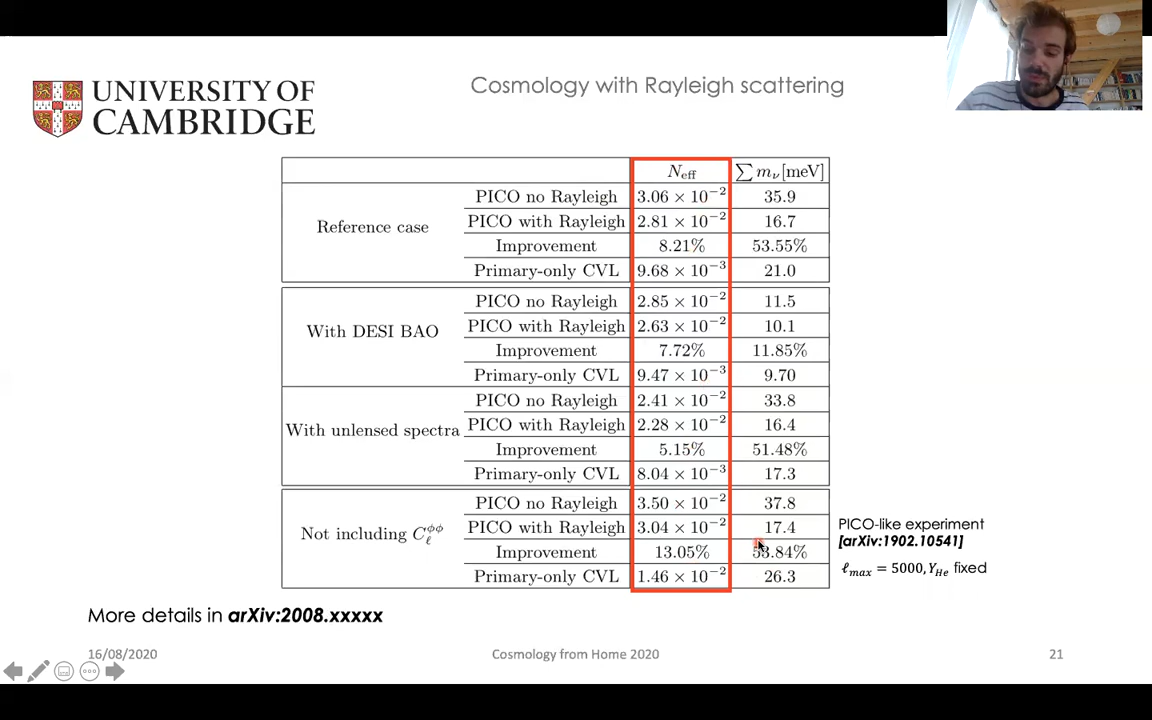 UNIVERSITY OF
CAMBRIDGE
Cosmology with Rayleigh scattering
N_eff ∑ m_ν [meV]
Reference case
PICO no Rayleigh 3.06 × 10⁻² 35.9
PICO with Rayleigh 2.81 × 10⁻² 16.7
Improvement 8.21% 53.55%
Primary-only CVL 9.68 × 10⁻³ 21.0
With DESI BAO
PICO no Rayleigh 2.85 × 10⁻² 11.5
PICO with Rayleigh 2.63 × 10⁻² 10.1
Improvement 7.72% 11.85%
Primary-only CVL 9.47 × 10⁻³ 9.70
With unlensed spectra
PICO no Rayleigh 2.41 × 10⁻² 33.8
PICO with Rayleigh 2.28 × 10⁻² 16.4
Improvement 5.15% 51.48%
Primary-only CVL 8.04 × 10⁻³ 17.3
Not including C_ℓ^ϕϕ
PICO no Rayleigh 3.50 × 10⁻² 37.8
PICO with Rayleigh 3.04 × 10⁻² 17.4
Improvement 13.05% 53.84%
Primary-only CVL 1.46 × 10⁻² 26.3
PICO-like experiment
[arXiv:1902.10541]
ℓ_max = 5000, Y_He fixed
More details in arXiv:2008.xxxxx
16/08/2020
Cosmology from Home 2020
21